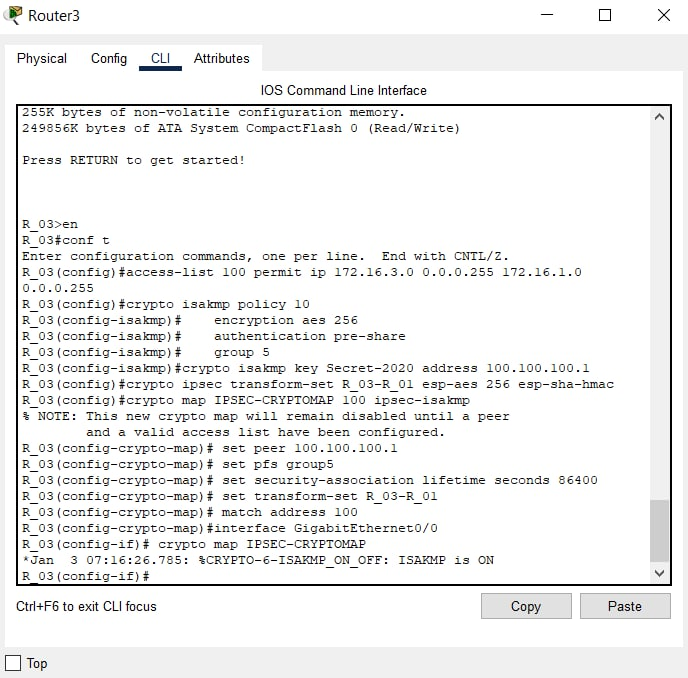 Router3
Physical Config CLI Attributes
IOS Command Line Interface
255K bytes of non-volatile configuration memory.
249856K bytes of ATA System CompactFlash 0 (Read/Write)
Press RETURN to get started!
R_03>en
R_03#conf t
Enter configuration commands, one per line.  End with CNTL/Z.
R_03(config)#access-list 100 permit ip 172.16.3.0 0.0.0.255 172.16.1.0
0.0.0.255
R_03(config)#crypto isakmp policy 10
R_03(config-isakmp)#    encryption aes 256
R_03(config-isakmp)#    authentication pre-share
R_03(config-isakmp)#    group 5
R_03(config-isakmp)#crypto isakmp key Secret-2020 address 100.100.100.1
R_03(config)#crypto ipsec transform-set R_03-R_01 esp-aes 256 esp-sha-hmac
R_03(config)#crypto map IPSEC-CRYPTOMAP 100 ipsec-isakmp
% NOTE: This new crypto map will remain disabled until a peer
        and a valid access list have been configured.
R_03(config-crypto-map)# set peer 100.100.100.1
R_03(config-crypto-map)# set pfs group5
R_03(config-crypto-map)# set security-association lifetime seconds 86400
R_03(config-crypto-map)# set transform-set R_03-R_01
R_03(config-crypto-map)# match address 100
R_03(config-crypto-map)#interface GigabitEthernet0/0
R_03(config-if)# crypto map IPSEC-CRYPTOMAP
*Jan  3 07:16:26.785: %CRYPTO-6-ISAKMP_ON_OFF: ISAKMP is ON
R_03(config-if)#
Ctrl+F6 to exit CLI focus
Copy Paste
Top